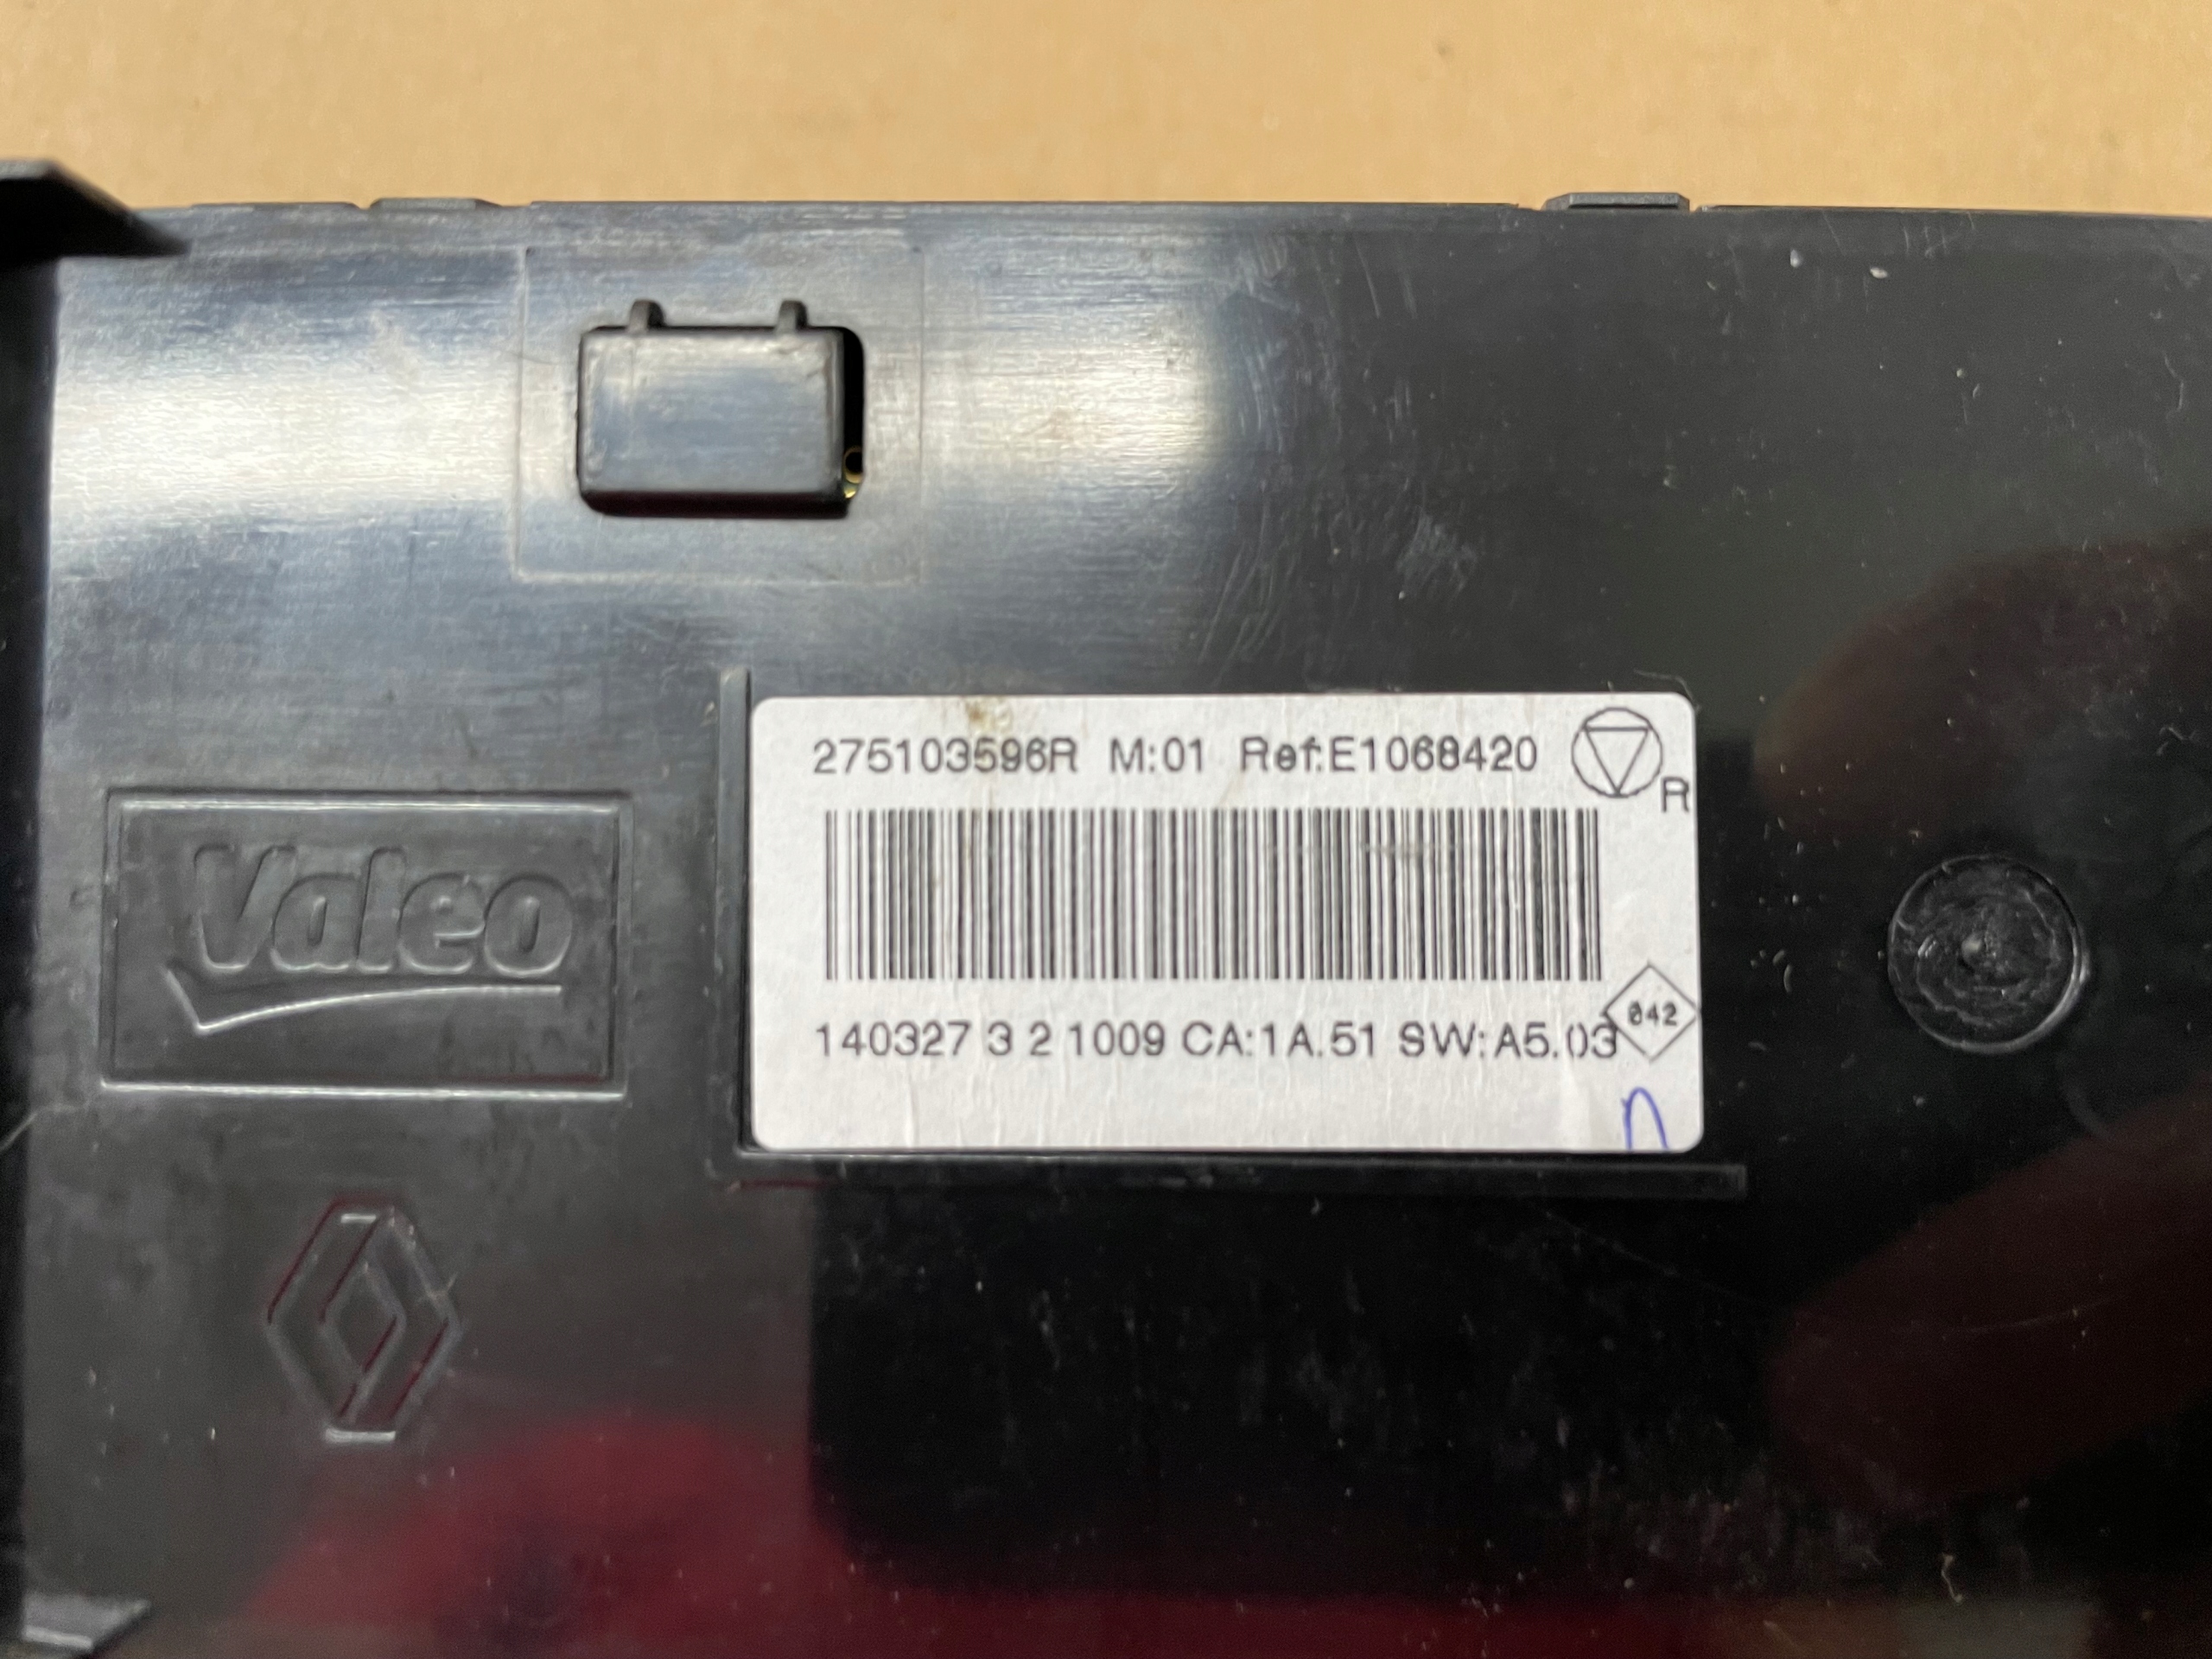 275103596R M:01 Ref:E1068420
R
Valeo
842
140327 3 2 1009 CA:1A.51 SW:A5.03